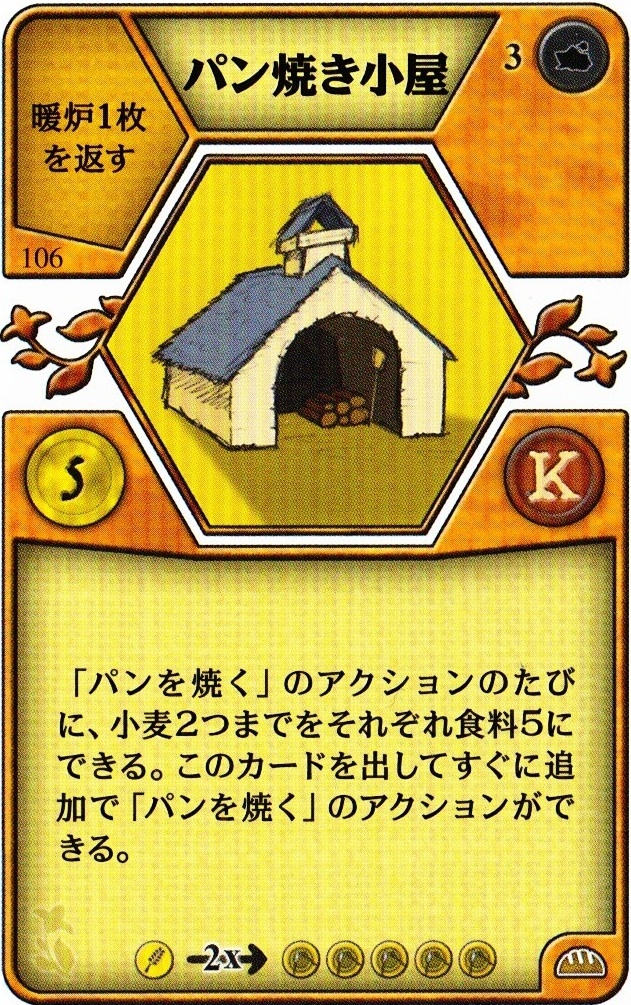 パン焼き小屋
3
暖炉1枚
を返す
106
5
K
「パンを焼く」のアクションのたび
に、小麦2つまでをそれぞれ食料5に
できる。このカードを出してすぐに追
加で「パンを焼く」のアクションがで
きる。
2x